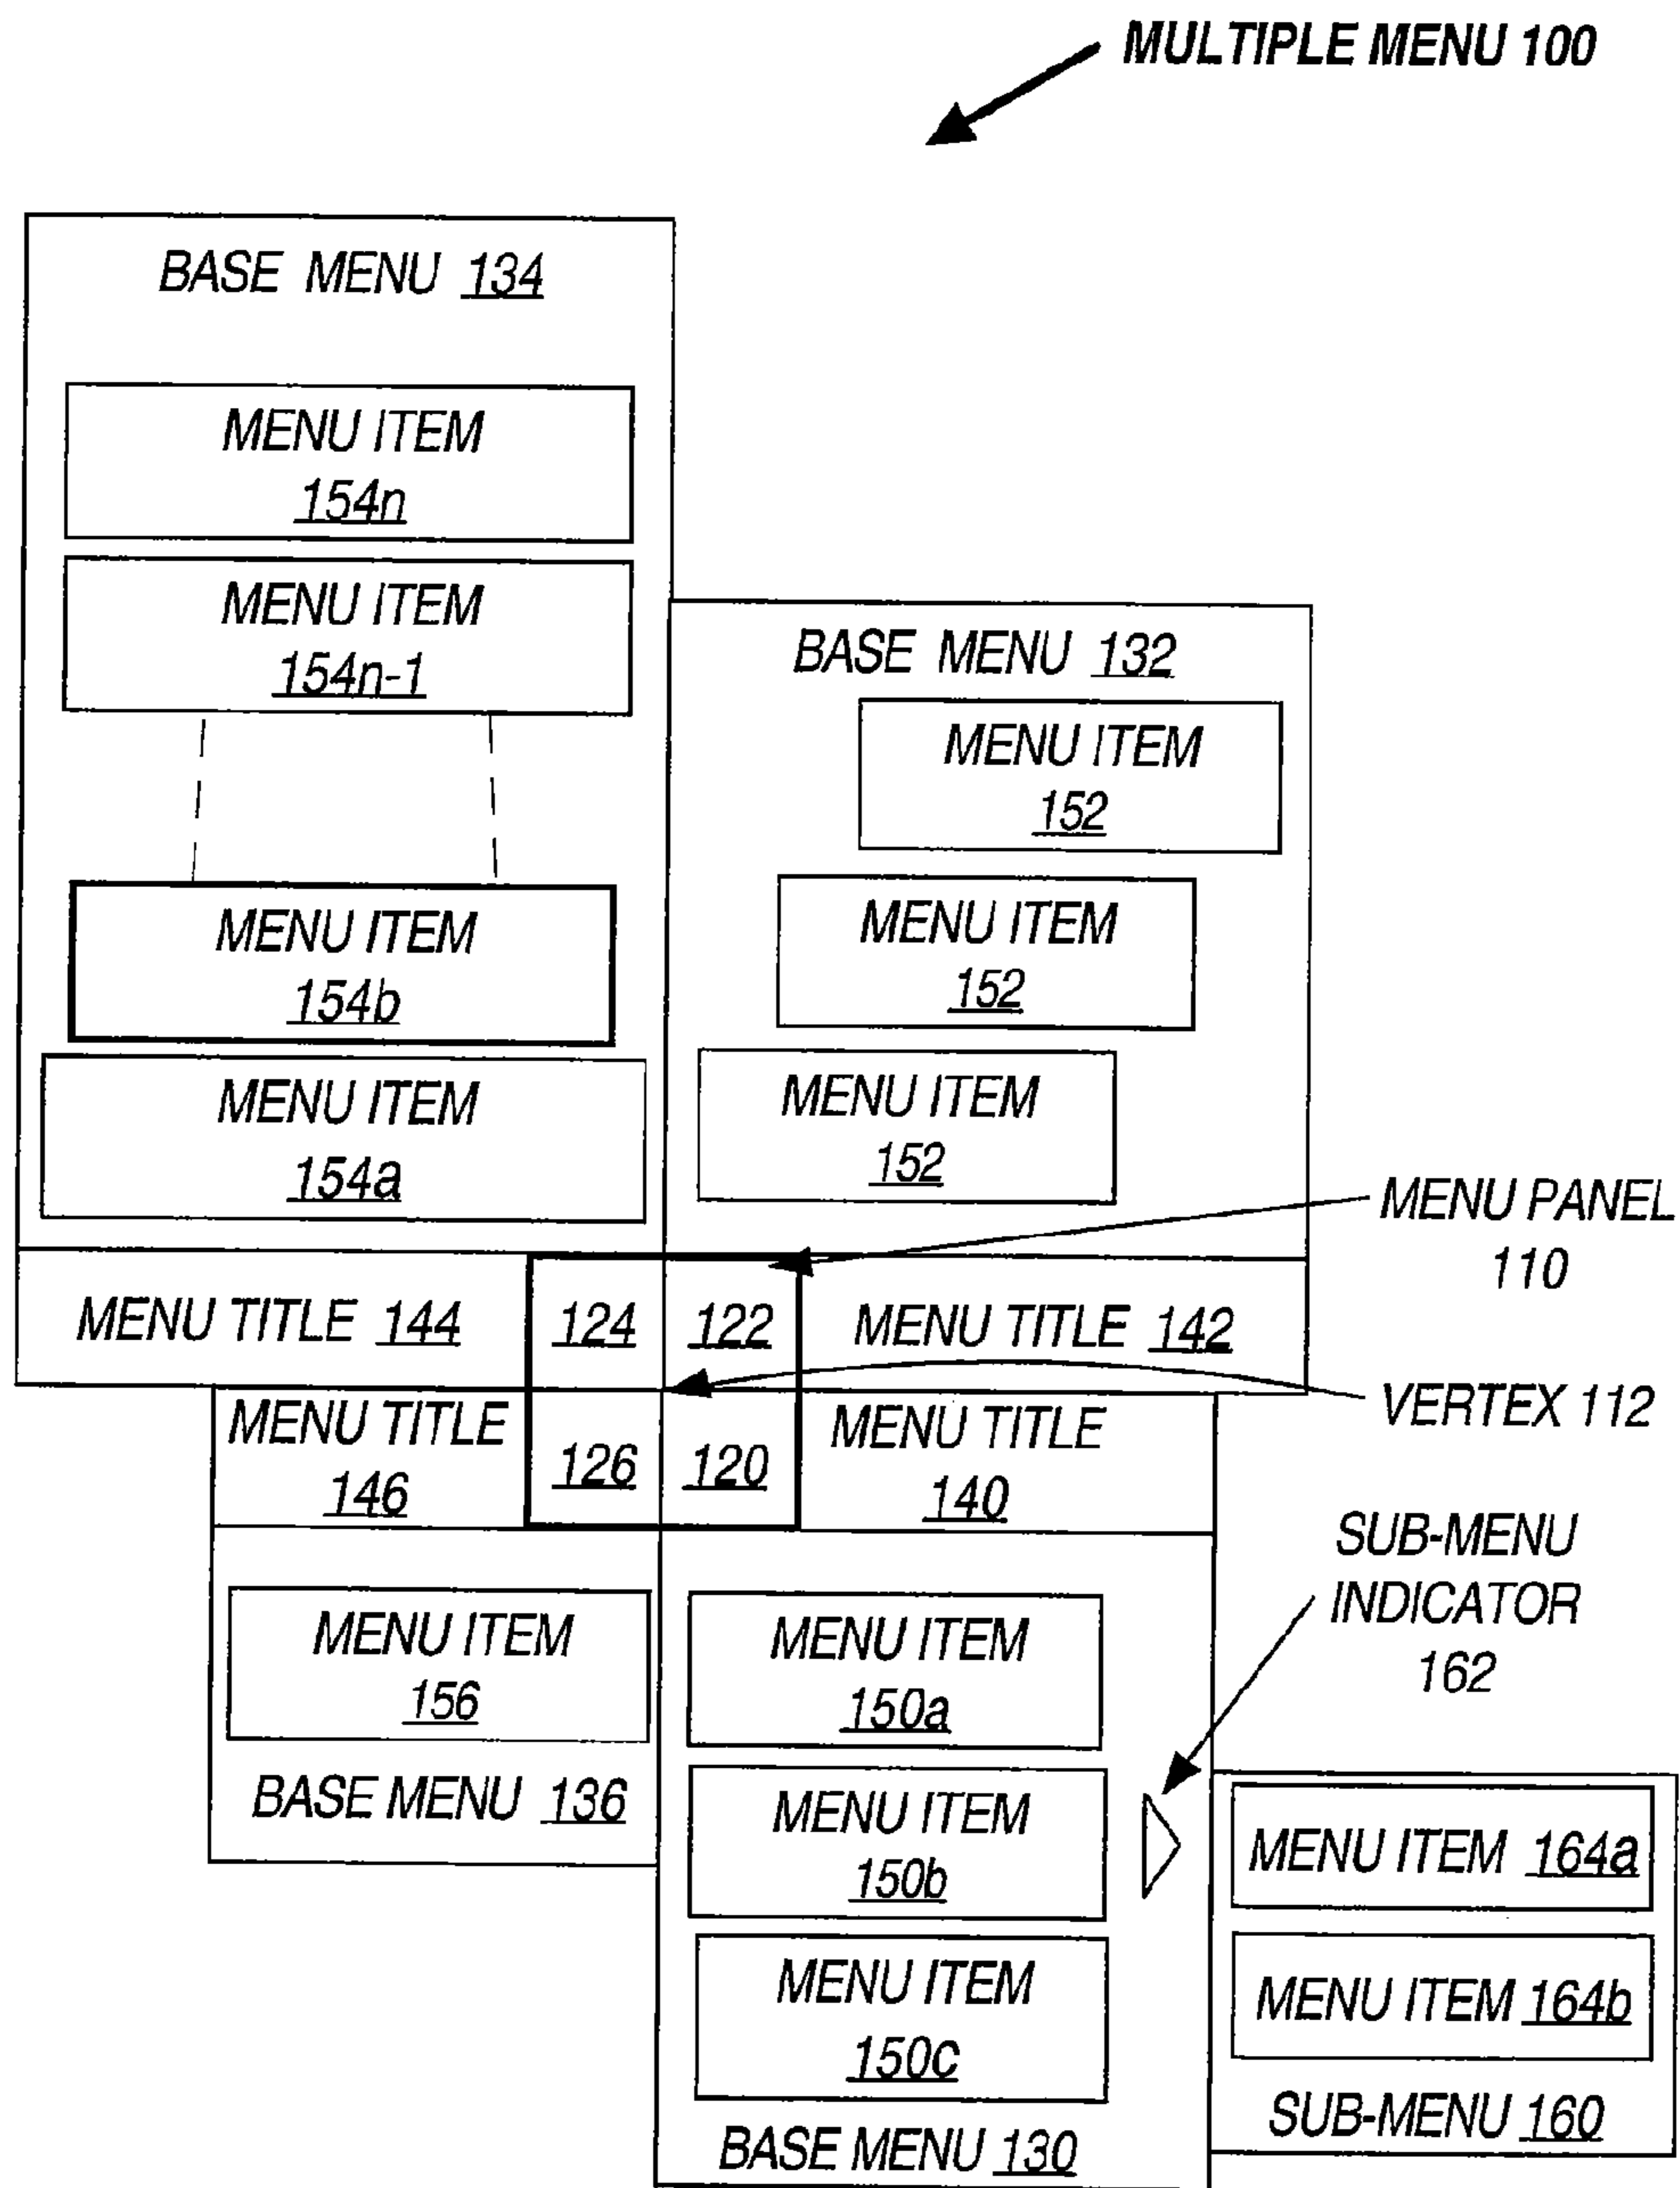 MULTIPLE MENU 100
BASE MENU 134
MENU ITEM
154n
MENU ITEM
154n-1
MENU ITEM
154b
MENU ITEM
154a
BASE MENU 132
MENU ITEM
152
MENU ITEM
152
MENU ITEM
152
MENU PANEL
110
MENU TITLE 144
124
122
MENU TITLE 142
VERTEX 112
MENU TITLE
146
126
120
MENU TITLE
140
SUB-MENU
INDICATOR
162
MENU ITEM
156
BASE MENU 136
MENU ITEM
150a
MENU ITEM
150b
MENU ITEM
150c
BASE MENU 130
MENU ITEM 164a
MENU ITEM 164b
SUB-MENU 160